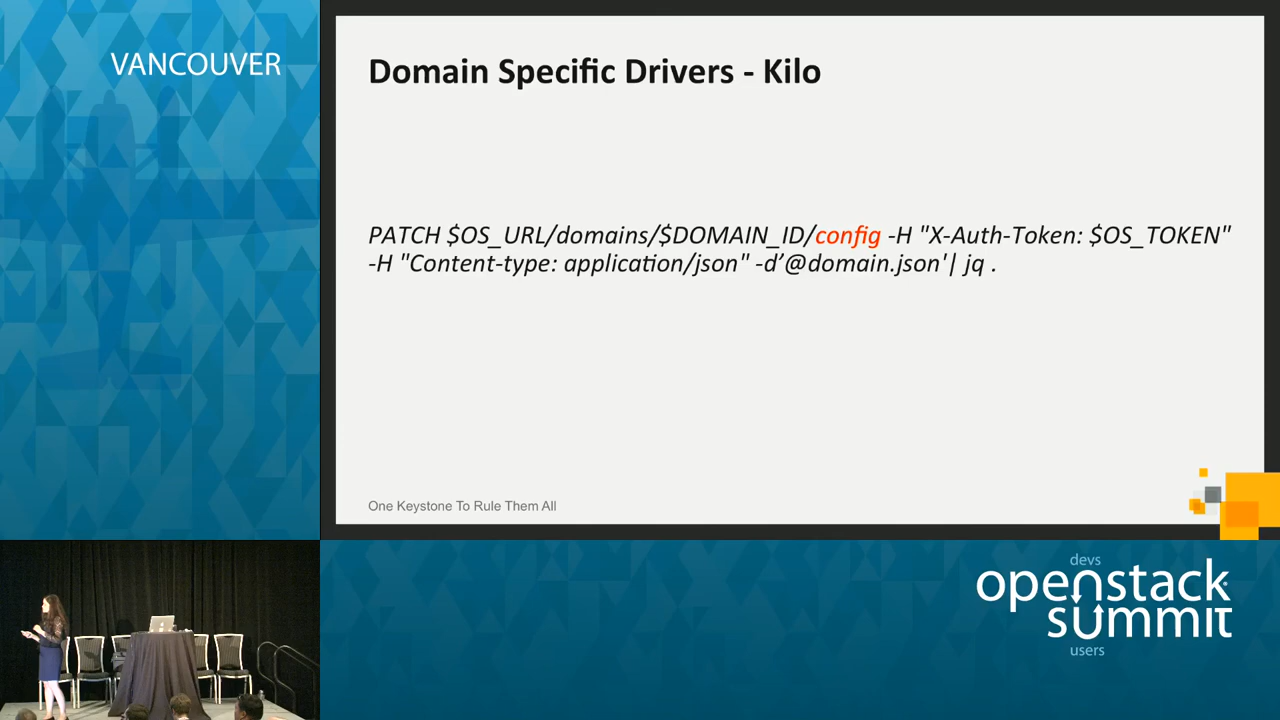 VANCOUVER
Domain Specific Drivers - Kilo
PATCH $OS_URL/domains/$DOMAIN_ID/config -H "X-Auth-Token: $OS_TOKEN"
-H "Content-type: application/json" -d’@domain.json'| jq .
One Keystone To Rule Them All
devs
openstack
summit
users